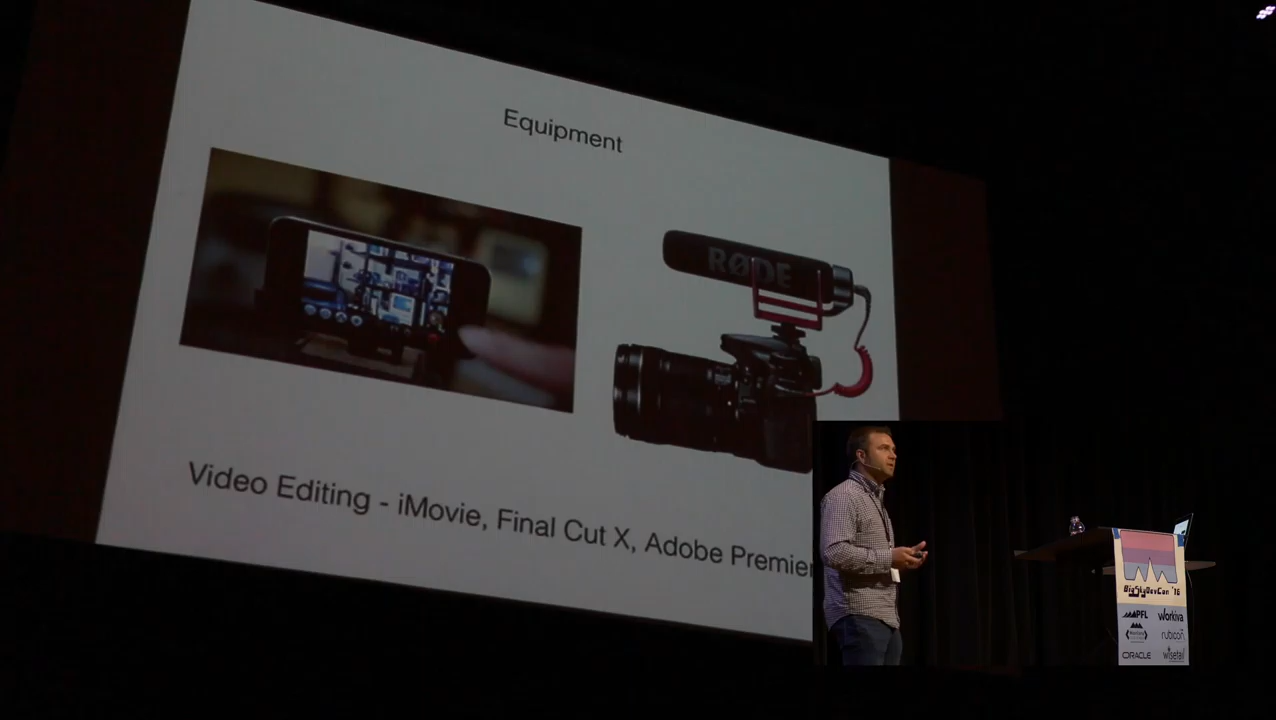 Equipment
RØDE
Video Editing - iMovie, Final Cut X, Adobe Premier
BigSkyDevCon '16
PFL
Workiva
rubicon
ORACLE
wisetail